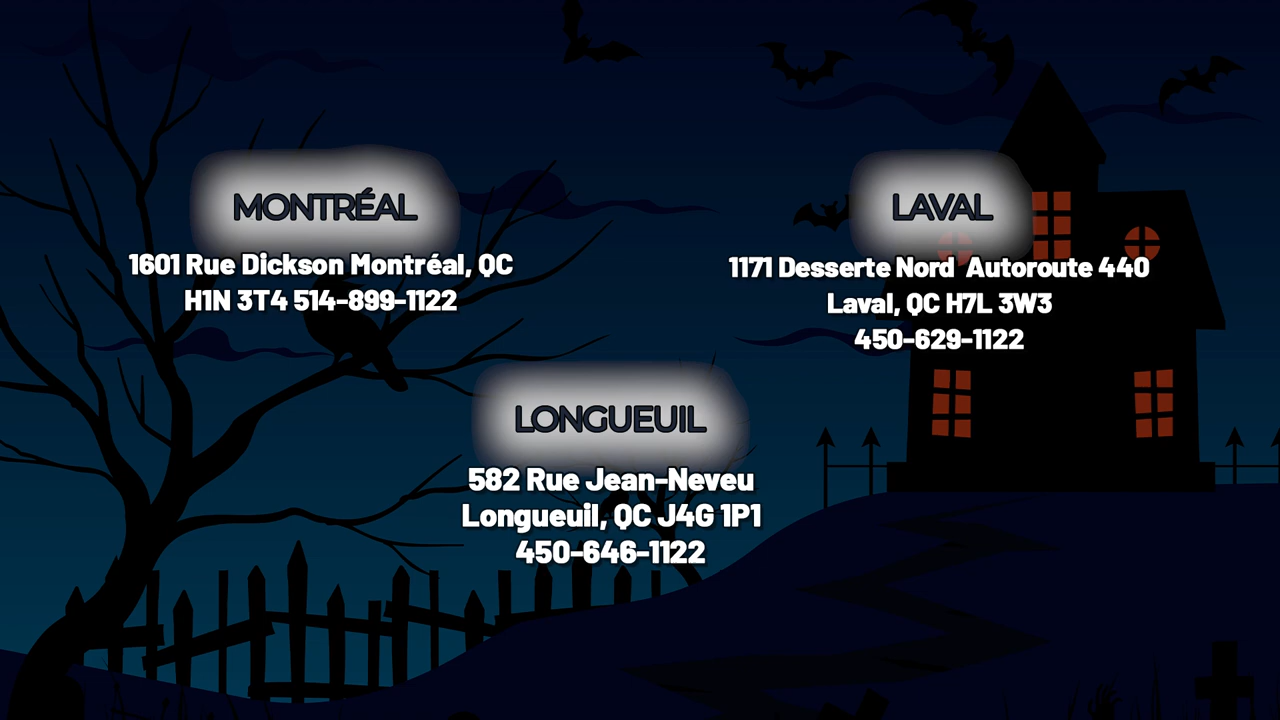 MONTRÉAL
1601 Rue Dickson Montréal, QC
H1N 3T4 514-899-1122
LAVAL
1171 Desserte Nord  Autoroute 440
Laval, QC H7L 3W3
450-629-1122
LONGUEUIL
582 Rue Jean-Neveu
Longueuil, QC J4G 1P1
450-646-1122